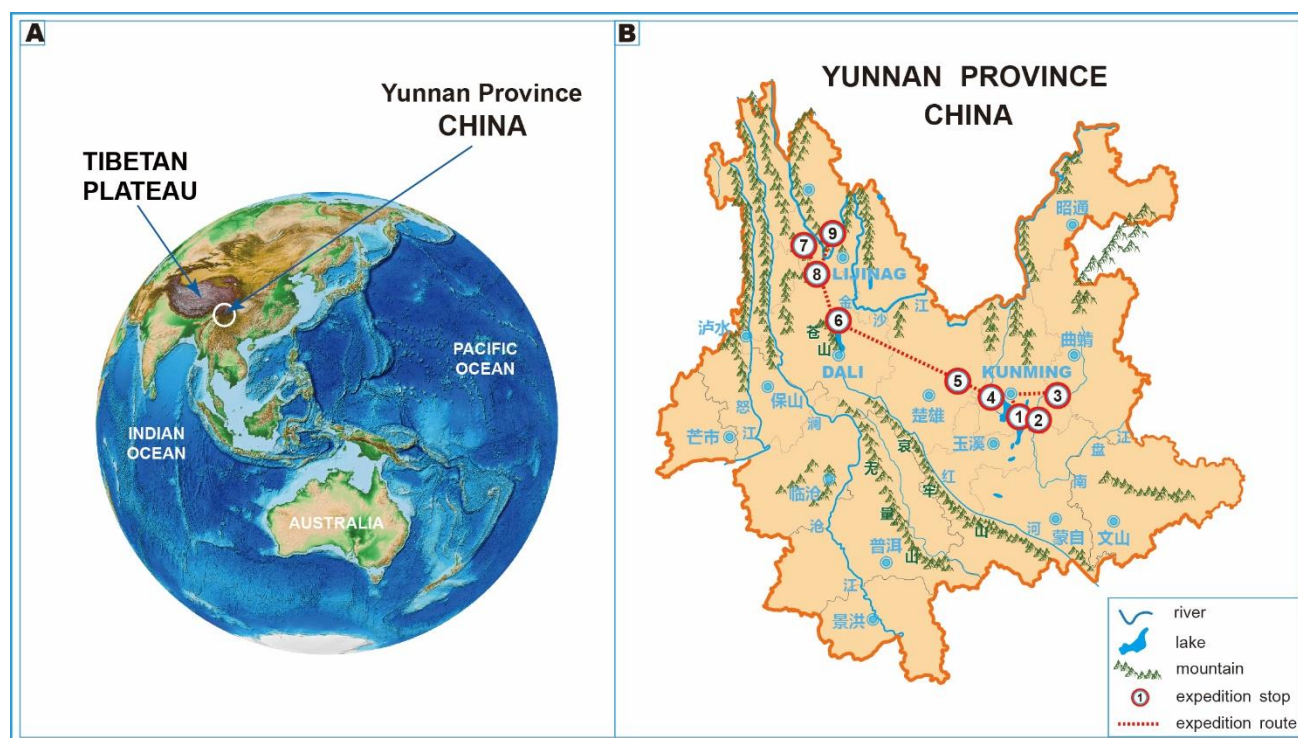 A
Yunnan Province
CHINA
TIBETAN
PLATEAU
PACIFIC
OCEAN
INDIAN
OCEAN
AUSTRALIA
B
YUNNAN PROVINCE
CHINA
昭通
7
9
8
LIJINAG
金
沙
江
6
泸水
苍
山
DALI
曲靖
KUNMING
5
4
3
1
2
保山
楚雄
怒
江
澜
芒市
玉溪
盘
江
南
哀
牢
山
无
量
山
红
河
临沧
沧
江
普洱
蒙自
文山
景洪
river
lake
mountain
1
expedition stop
expedition route